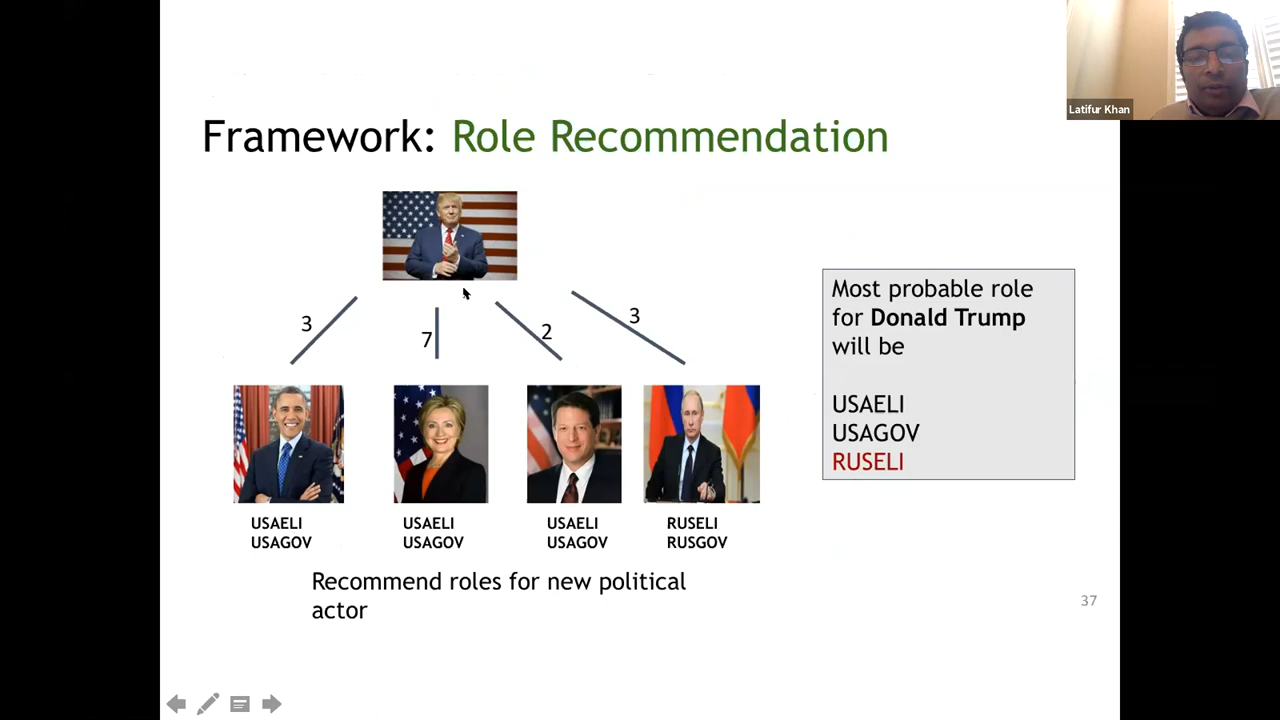 Latifur Khan
Framework: Role Recommendation
3
7
2
3
USAELI
USAGOV
USAELI
USAGOV
USAELI
USAGOV
RUSELI
RUSGOV
Recommend roles for new political
actor
Most probable role
for Donald Trump
will be
USAELI
USAGOV
RUSELI
37